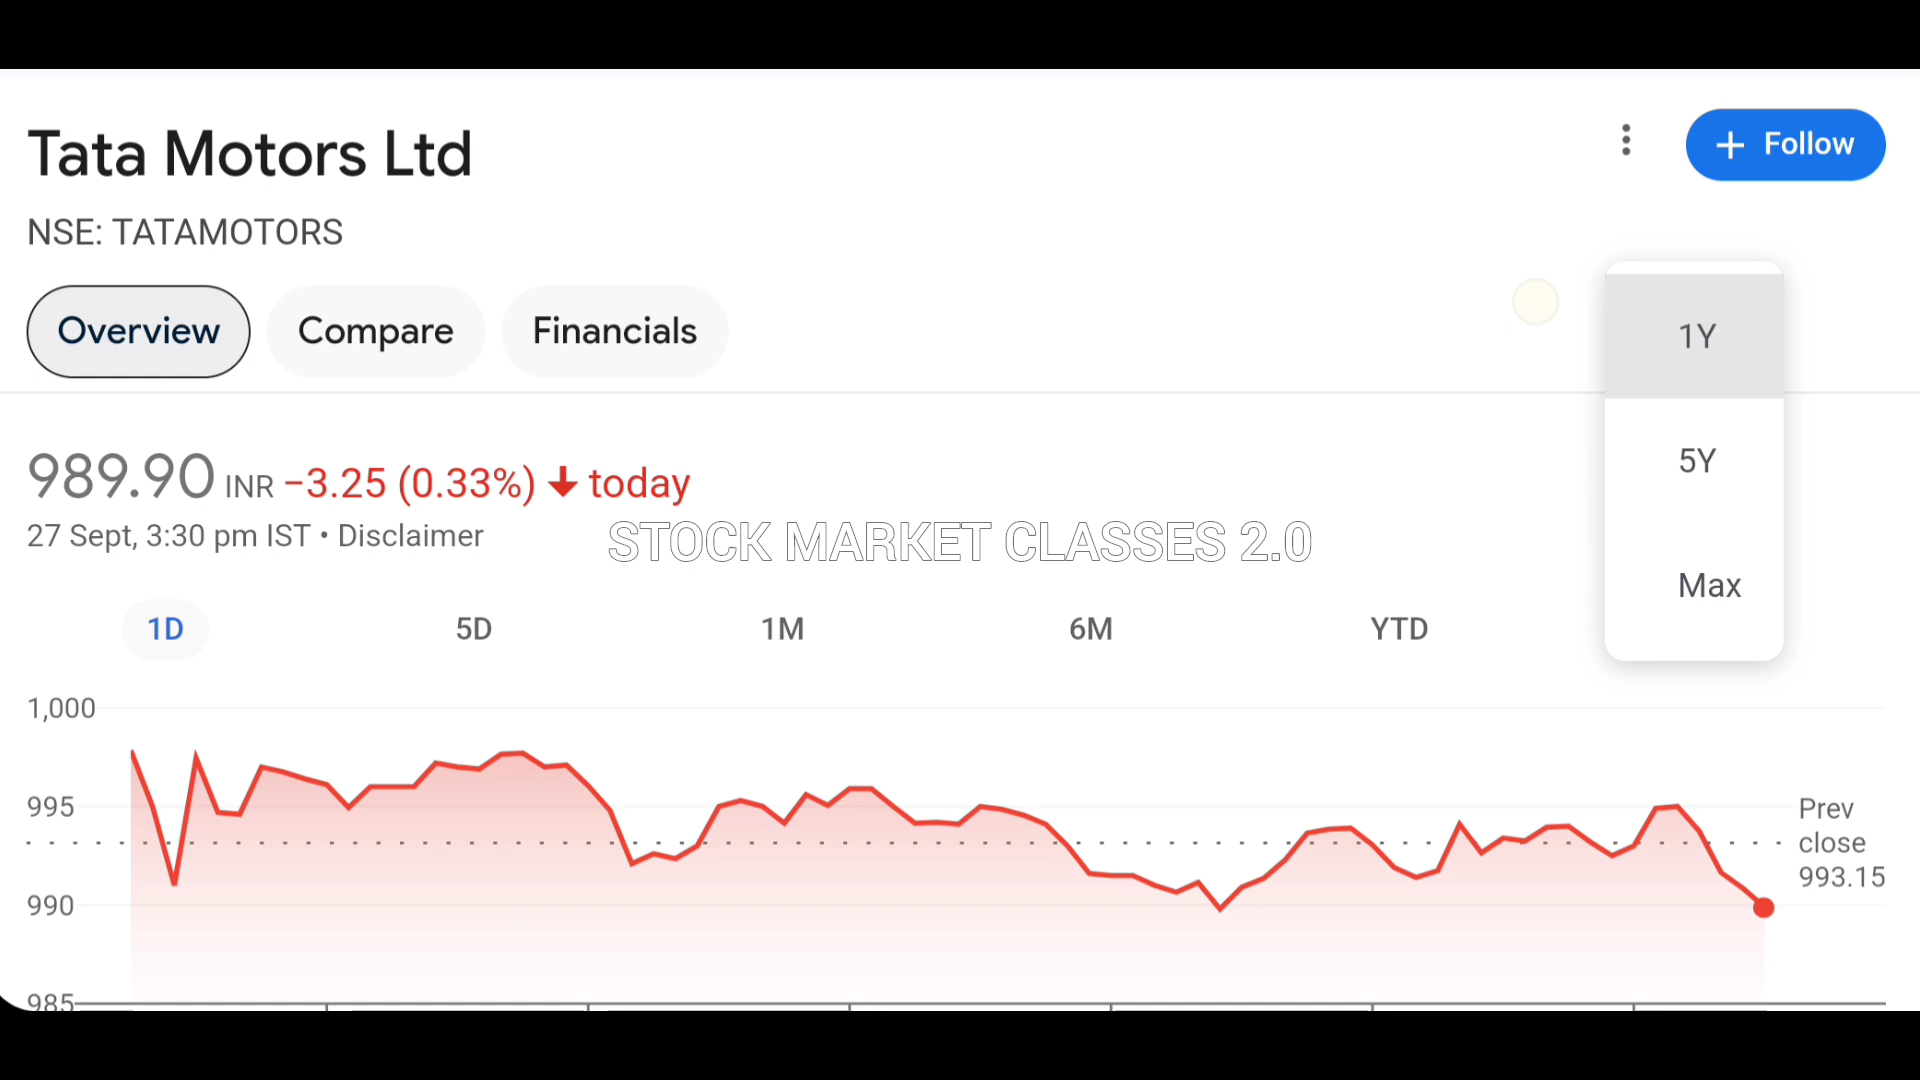 Tata Motors Ltd
+ Follow
NSE: TATAMOTORS
Overview
Compare
Financials
1Y
5Y
Max
989.90 INR −3.25 (0.33%) ↓ today
27 Sept, 3:30 pm IST • Disclaimer
STOCK MARKET CLASSES 2.0
1D
5D
1M
6M
YTD
1,000
995
990
985
Prev
close
993.15